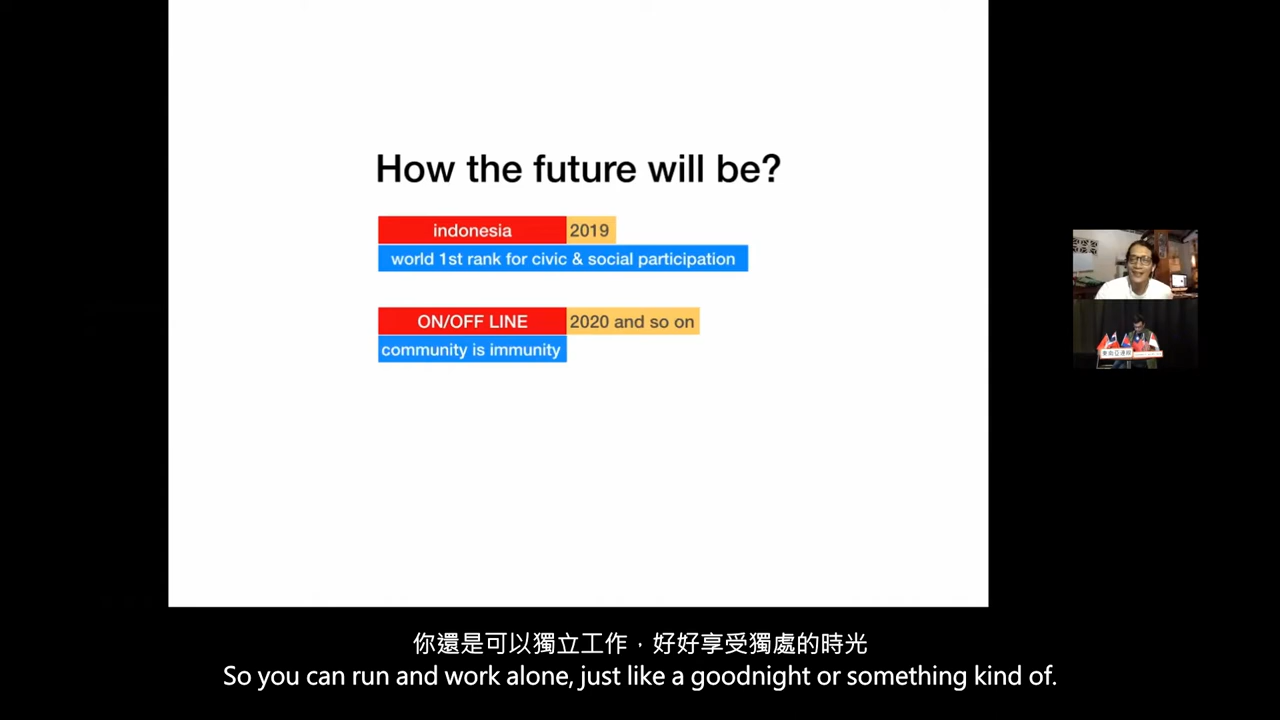 How the future will be?
indonesia 2019
world 1st rank for civic & social participation
ON/OFF LINE 2020 and so on
community is immunity
你還是可以獨立工作，好好享受獨處的時光
So you can run and work alone, just like a goodnight or something kind of.